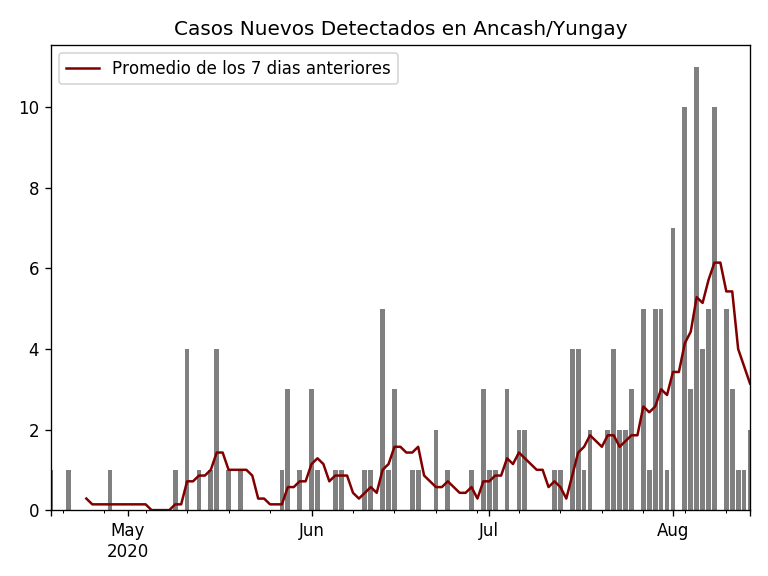 Casos Nuevos Detectados en Ancash/Yungay
Promedio de los 7 dias anteriores
10
8
6
4
2
0
May
2020
Jun
Jul
Aug